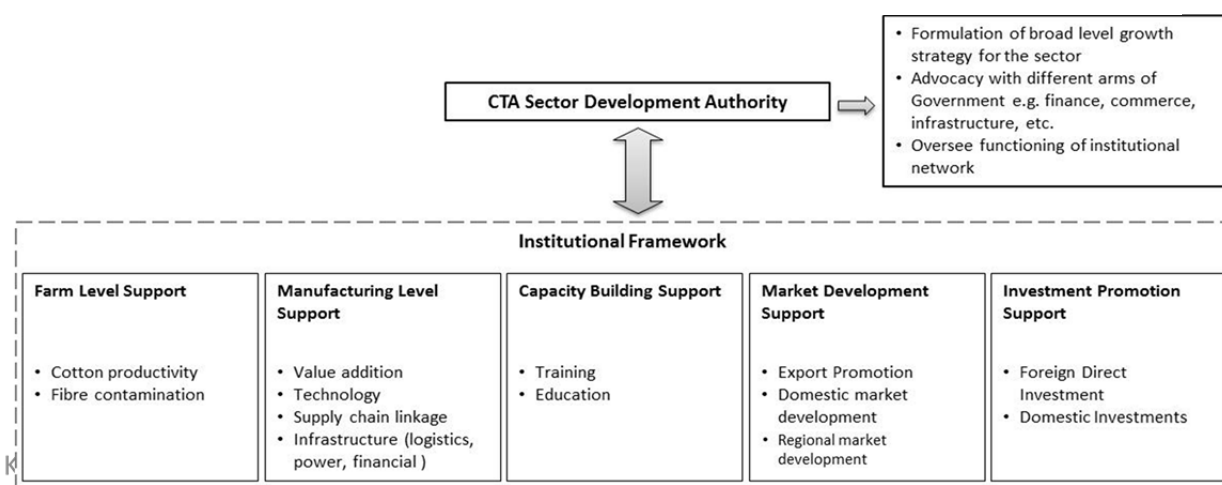 • Formulation of broad level growth
strategy for the sector
• Advocacy with different arms of
Government e.g. finance, commerce,
infrastructure, etc.
• Oversee functioning of institutional
network
CTA Sector Development Authority
Institutional Framework
Farm Level Support
• Cotton productivity
• Fibre contamination
Manufacturing Level
Support
• Value addition
• Technology
• Supply chain linkage
• Infrastructure (logistics,
power, financial )
Capacity Building Support
• Training
• Education
Market Development
Support
• Export Promotion
• Domestic market
development
• Regional market
development
Investment Promotion
Support
• Foreign Direct
Investment
• Domestic Investments
K